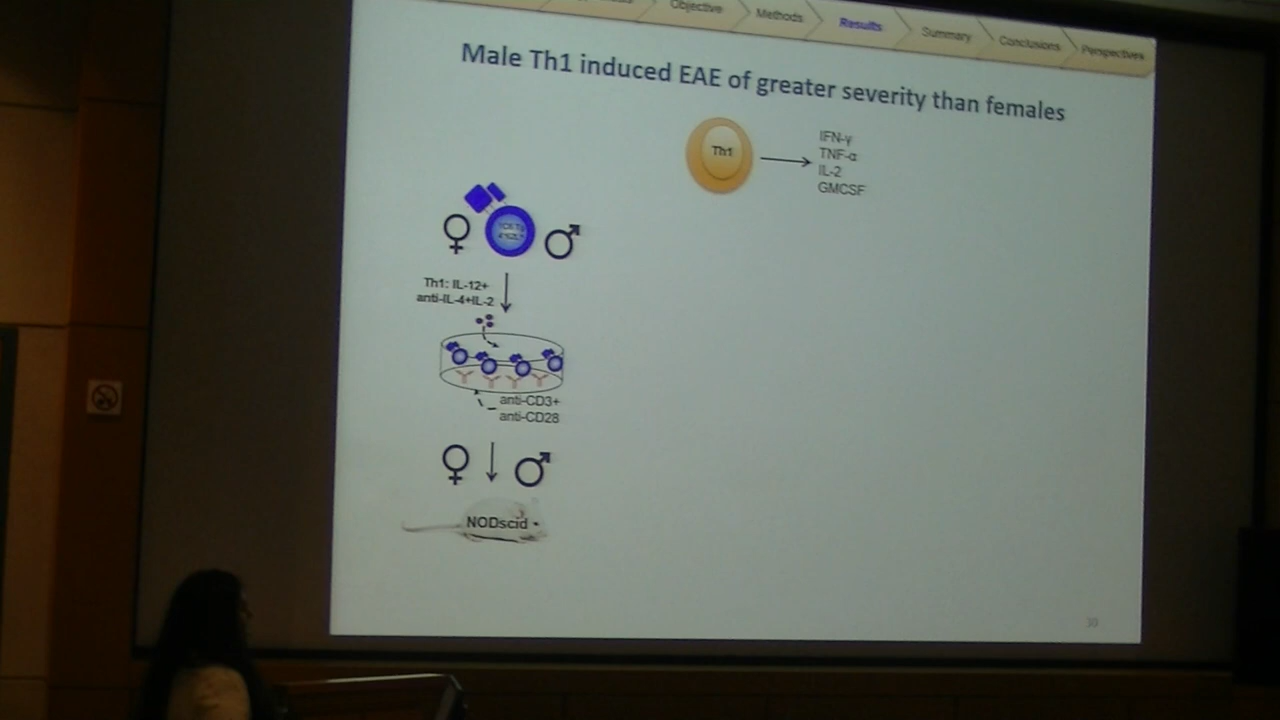 Objective
Methods
Results
Summary
Conclusions
Perspectives
Male Th1 induced EAE of greater severity than females
Th1
IFN-γ
TNF-α
IL-2
GMCSF
Th1: IL-12+
anti-IL-4+IL-2
anti-CD3+
anti-CD28
NODscid
30